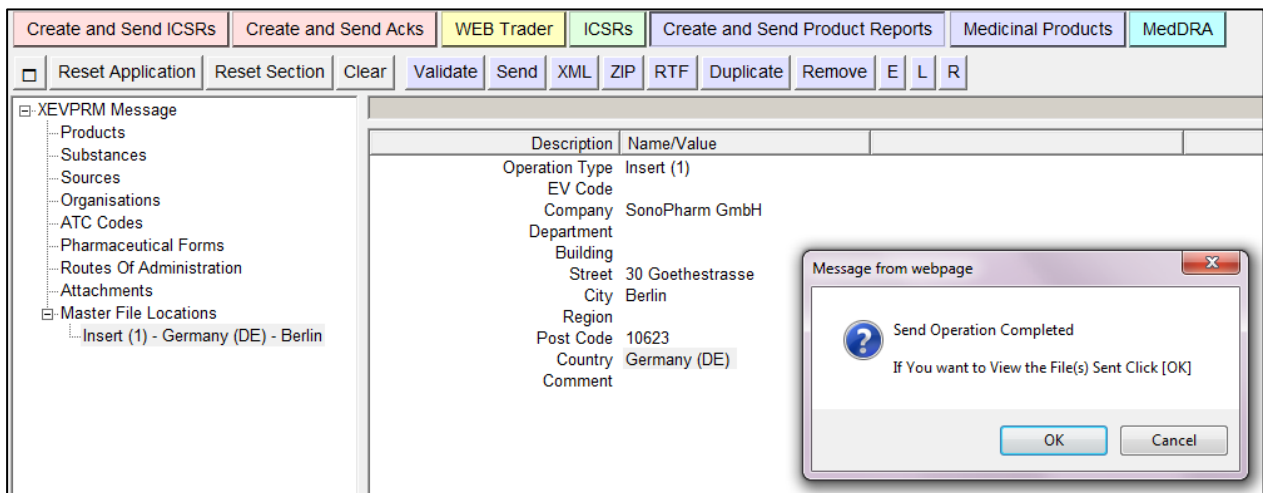 Create and Send ICSRs Create and Send Acks WEB Trader ICSRs Create and Send Product Reports Medicinal Products MedDRA
Reset Application Reset Section Clear Validate Send XML ZIP RTF Duplicate Remove E L R
XEVPRM Message
Products
Substances
Sources
Organisations
ATC Codes
Pharmaceutical Forms
Routes Of Administration
Attachments
Master File Locations
Insert (1) - Germany (DE) - Berlin
Description Name/Value
Operation Type Insert (1)
EV Code
Company SonoPharm GmbH
Department
Building
Street 30 Goethestrasse
City Berlin
Region
Post Code 10623
Country Germany (DE)
Comment
Message from webpage
Send Operation Completed
If You want to View the File(s) Sent Click [OK]
OK Cancel